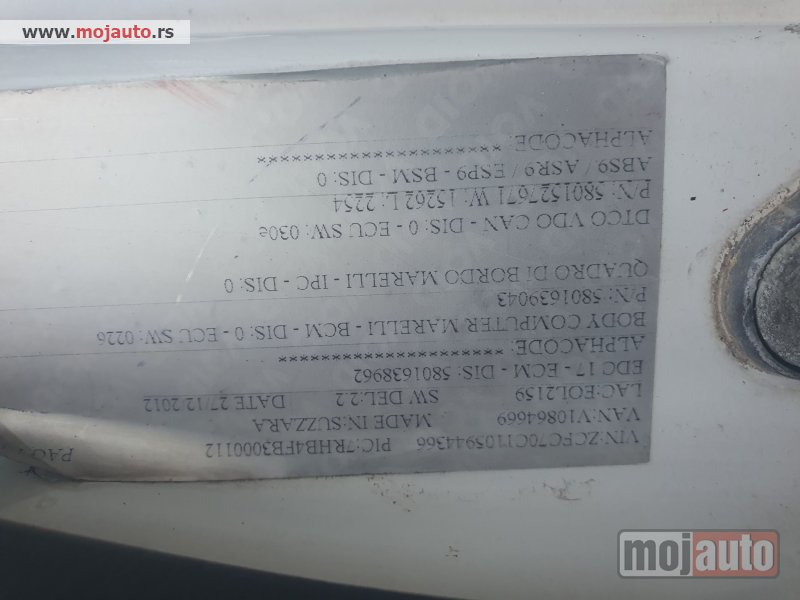 www.mojauto.rs
VIN:ZCFC70C1105944366 PIC:7RHB4FB3000112
VAN:V10864669 MADE IN:SUZZARA
LAC:EOL2159 SW DEL:2.2 DATE 27/12/2012
EDC 17 - ECM - DIS: 5801638962
ALPHACODE: ********************
BODY COMPUTER MARELLI - BCM - DIS: 0 - ECU SW: 0226
P/N: 5801639043
QUADRO DI BORDO MARELLI - IPC - DIS: 0
DTCO VDO CAN - DIS: 0 - ECU SW: 030e
P/N: 5801527671 W: 15262 L: 2254
ABS9 / ASR9 / ESP9 - BSM - DIS: 0
ALPHACODE: ********************
mojauto